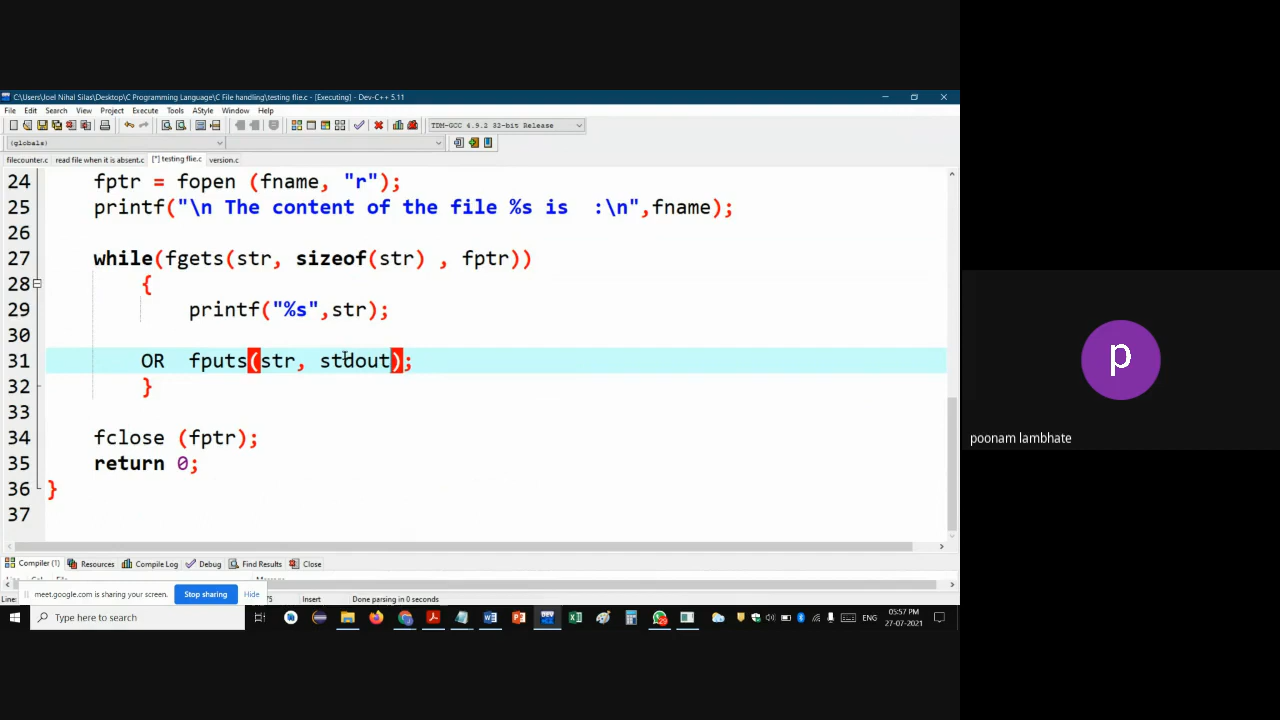 C:\Users\Joel Nihal Silas\Desktop\C Programming Language\C File handling\testing flie.c - [Executing] - Dev-C++ 5.11
File Edit Search View Project Execute Tools AStyle Window Help
TDM-GCC 4.9.2 32-bit Release
(globals)
filecounter.c read file when it is absent.c [*] testing flie.c version.c
24 fptr = fopen (fname, "r");
25 printf("\n The content of the file %s is  :\n",fname);
26
27 while(fgets(str, sizeof(str) , fptr))
28 {
29 printf("%s",str);
30
31 OR  fputs(str, stdout);
32 }
33
34 fclose (fptr);
35 return 0;
36 }
37
Compiler (1) Resources Compile Log Debug Find Results Close
meet.google.com is sharing your screen. Stop sharing Hide
Line: Insert Done parsing in 0 seconds.
Type here to search
ENG
05:57 PM
27-07-2021
p
poonam lambhate